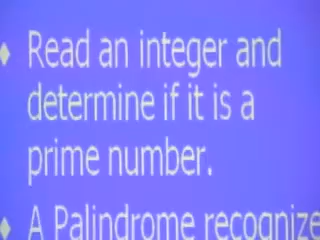 ♦ Read an integer and
determine if it is a
prime number.
♦ A Palindrome recognize